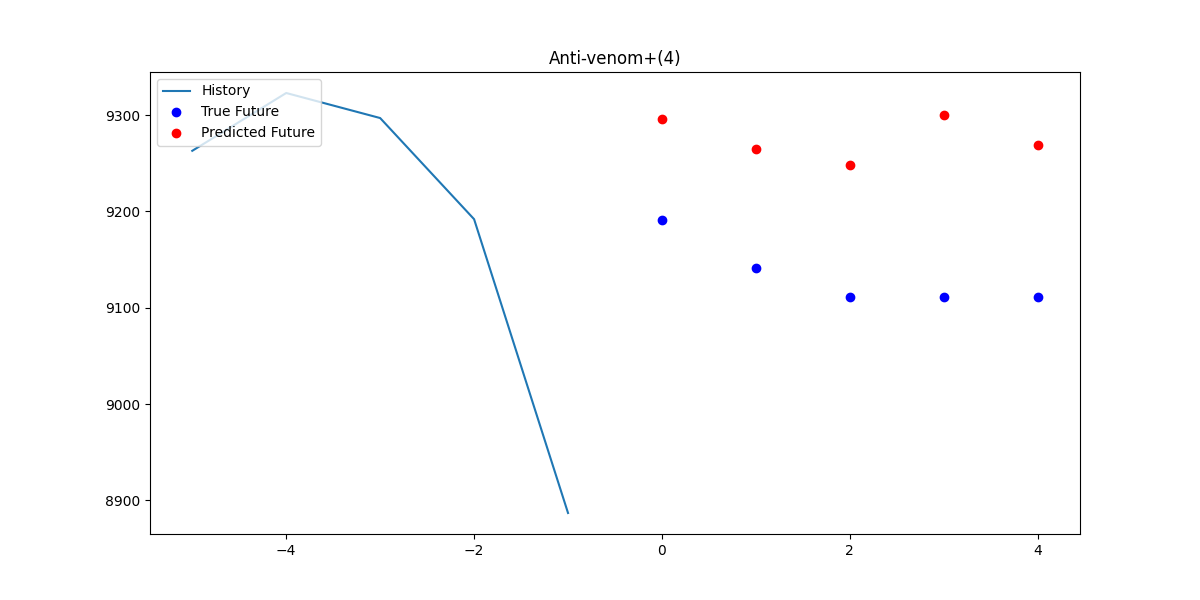 Anti-venom+(4)
History
True Future
Predicted Future
9300
9200
9100
9000
8900
−4
−2
0
2
4